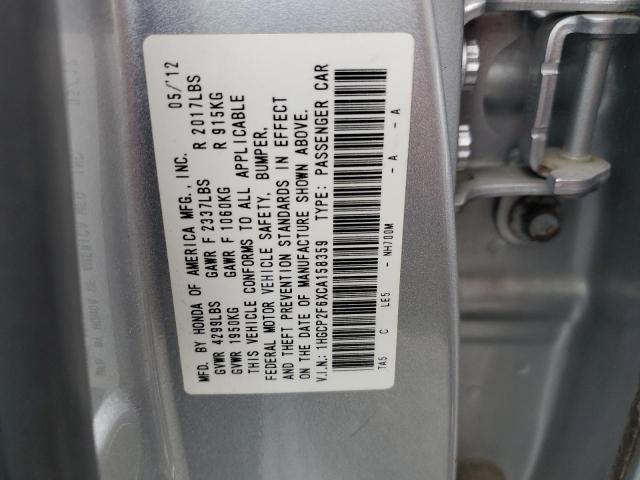 MFD. BY HONDA OF AMERICA MFG., INC. 05/'12
GVWR 4299LBS GAWR F 2337LBS R 2017LBS
GVWR 1950KG GAWR F 1060KG R 915KG
THIS VEHICLE CONFORMS TO ALL APPLICABLE
FEDERAL MOTOR VEHICLE SAFETY, BUMPER,
AND THEFT PREVENTION STANDARDS IN EFFECT
ON THE DATE OF MANUFACTURE SHOWN ABOVE.
V.I.N.: 1HGCP2F6XCA158359 TYPE: PASSENGER CAR
TA5 C LE5 - NH700M - A - A